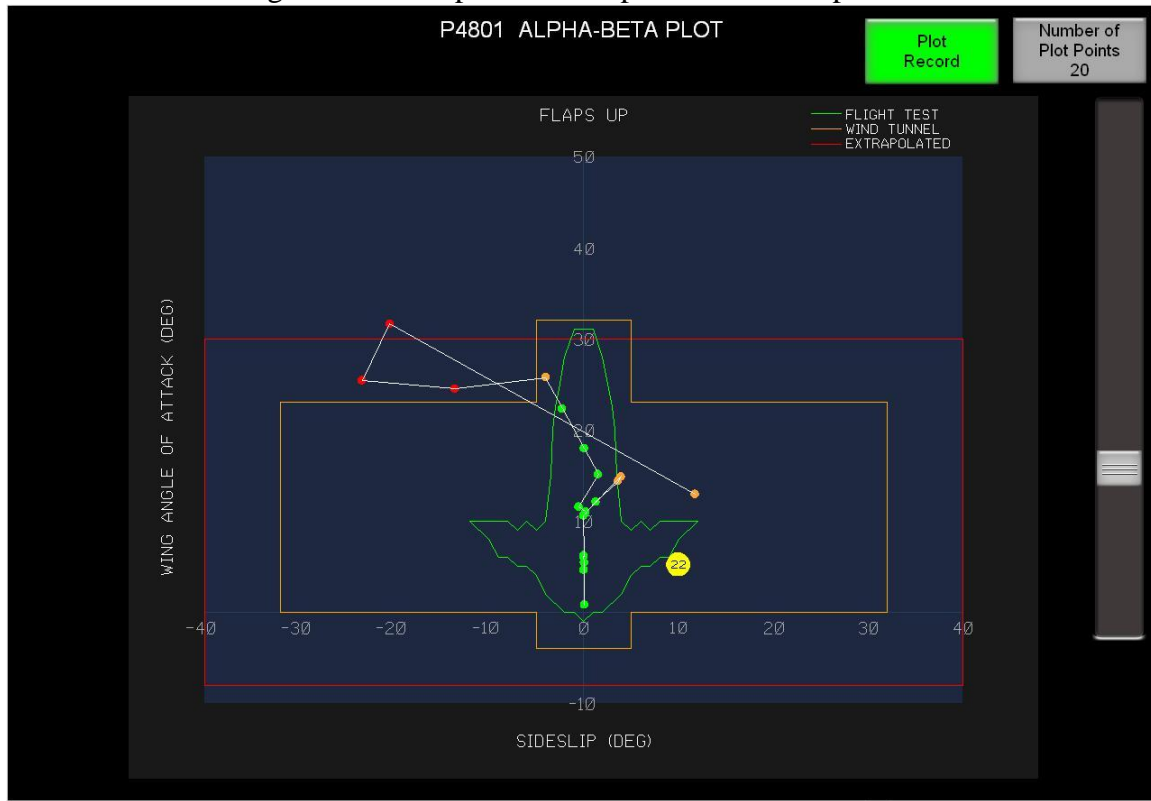 P4801 ALPHA-BETA PLOT
Plot
Record
Number of
Plot Points
20
FLAPS UP
FLIGHT TEST
WIND TUNNEL
EXTRAPOLATED
50
40
30
20
10
22
-40 -30 -20 -10 0 10 20 30 40
-10
WING ANGLE OF ATTACK (DEG)
SIDESLIP (DEG)